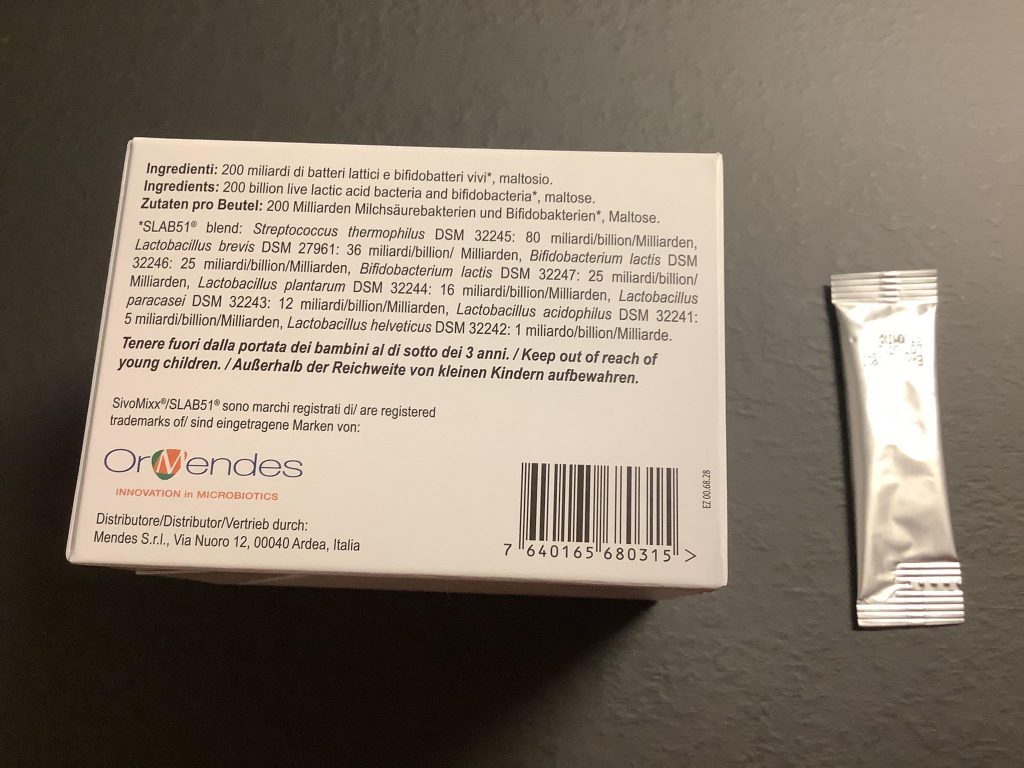 Ingredienti: 200 miliardi di batteri lattici e bifidobatteri vivi*, maltosio.
Ingredients: 200 billion live lactic acid bacteria and bifidobacteria*, maltose.
Zutaten pro Beutel: 200 Milliarden Milchsäurebakterien und Bifidobakterien*, Maltose.
*SLAB51® blend: Streptococcus thermophilus DSM 32245: 80 miliardi/billion/Milliarden,
Lactobacillus brevis DSM 27961: 36 miliardi/billion/ Milliarden, Bifidobacterium lactis DSM
32246: 25 miliardi/billion/Milliarden, Bifidobacterium lactis DSM 32247: 25 miliardi/billion/
Milliarden, Lactobacillus plantarum DSM 32244: 16 miliardi/billion/Milliarden, Lactobacillus
paracasei DSM 32243: 12 miliardi/billion/Milliarden, Lactobacillus acidophilus DSM 32241:
5 miliardi/billion/Milliarden, Lactobacillus helveticus DSM 32242: 1 miliardo/billion/Milliarde.
Tenere fuori dalla portata dei bambini al di sotto dei 3 anni. / Keep out of reach of
young children. / Außerhalb der Reichweite von kleinen Kindern aufbewahren.
SivoMixx®/SLAB51® sono marchi registrati di/ are registered
trademarks of/ sind eingetragene Marken von:
OrMendes
INNOVATION in MICROBIOTICS
Distributore/Distributor/Vertrieb durch:
Mendes S.r.l., Via Nuoro 12, 00040 Ardea, Italia
7 640165 680315 >
EZ 00.68.28